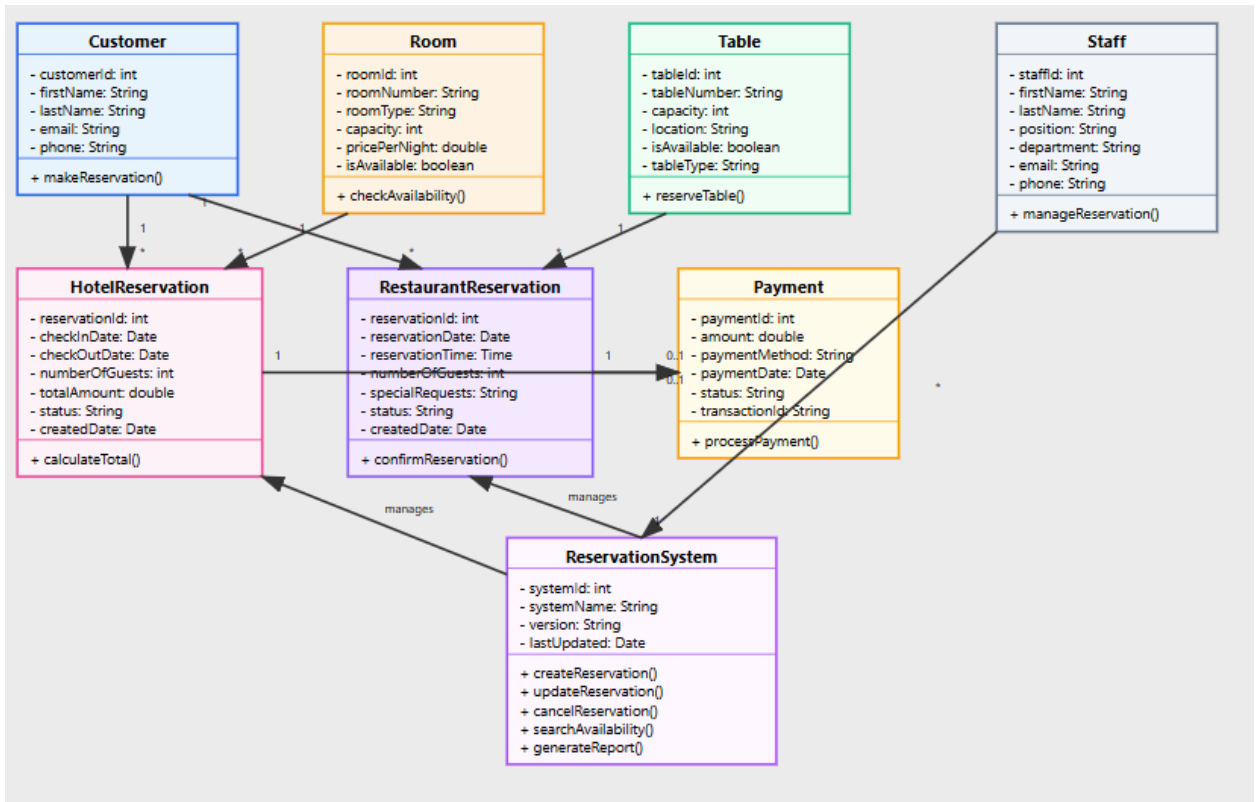 Customer
- customerId: int
- firstName: String
- lastName: String
- email: String
- phone: String
+ makeReservation()
Room
- roomId: int
- roomNumber: String
- roomType: String
- capacity: int
- pricePerNight: double
- isAvailable: boolean
+ checkAvailability()
Table
- tableId: int
- tableNumber: String
- capacity: int
- location: String
- isAvailable: boolean
- tableType: String
+ reserveTable()
Staff
- staffId: int
- firstName: String
- lastName: String
- position: String
- department: String
- email: String
- phone: String
+ manageReservation()
1
*
1
*
1
*
1
*
HotelReservation
- reservationId: int
- checkInDate: Date
- checkOutDate: Date
- numberOfGuests: int
- totalAmount: double
- status: String
- createdDate: Date
+ calculateTotal()
1
RestaurantReservation
- reservationId: int
- reservationDate: Date
- reservationTime: Time
- numberOfGuests: int
- specialRequests: String
- status: String
- createdDate: Date
+ confirmReservation()
1
0..1
0..1
Payment
- paymentId: int
- amount: double
- paymentMethod: String
- paymentDate: Date
- status: String
- transactionId: String
+ processPayment()
*
manages
manages
1
ReservationSystem
- systemId: int
- systemName: String
- version: String
- lastUpdated: Date
+ createReservation()
+ updateReservation()
+ cancelReservation()
+ searchAvailability()
+ generateReport()